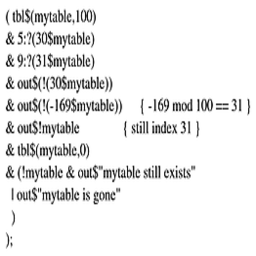 ( tbl$(mytable,100)
& 5:?(30$mytable)
& 9:?(31$mytable)
& out$(!(30$mytable))
& out$(!(-169$mytable)) { -169 mod 100 == 31 }
& out$!mytable { still index 31 }
& tbl$(mytable,0)
& (!mytable & out$"mytable still exists"
| out$"mytable is gone"
)
);